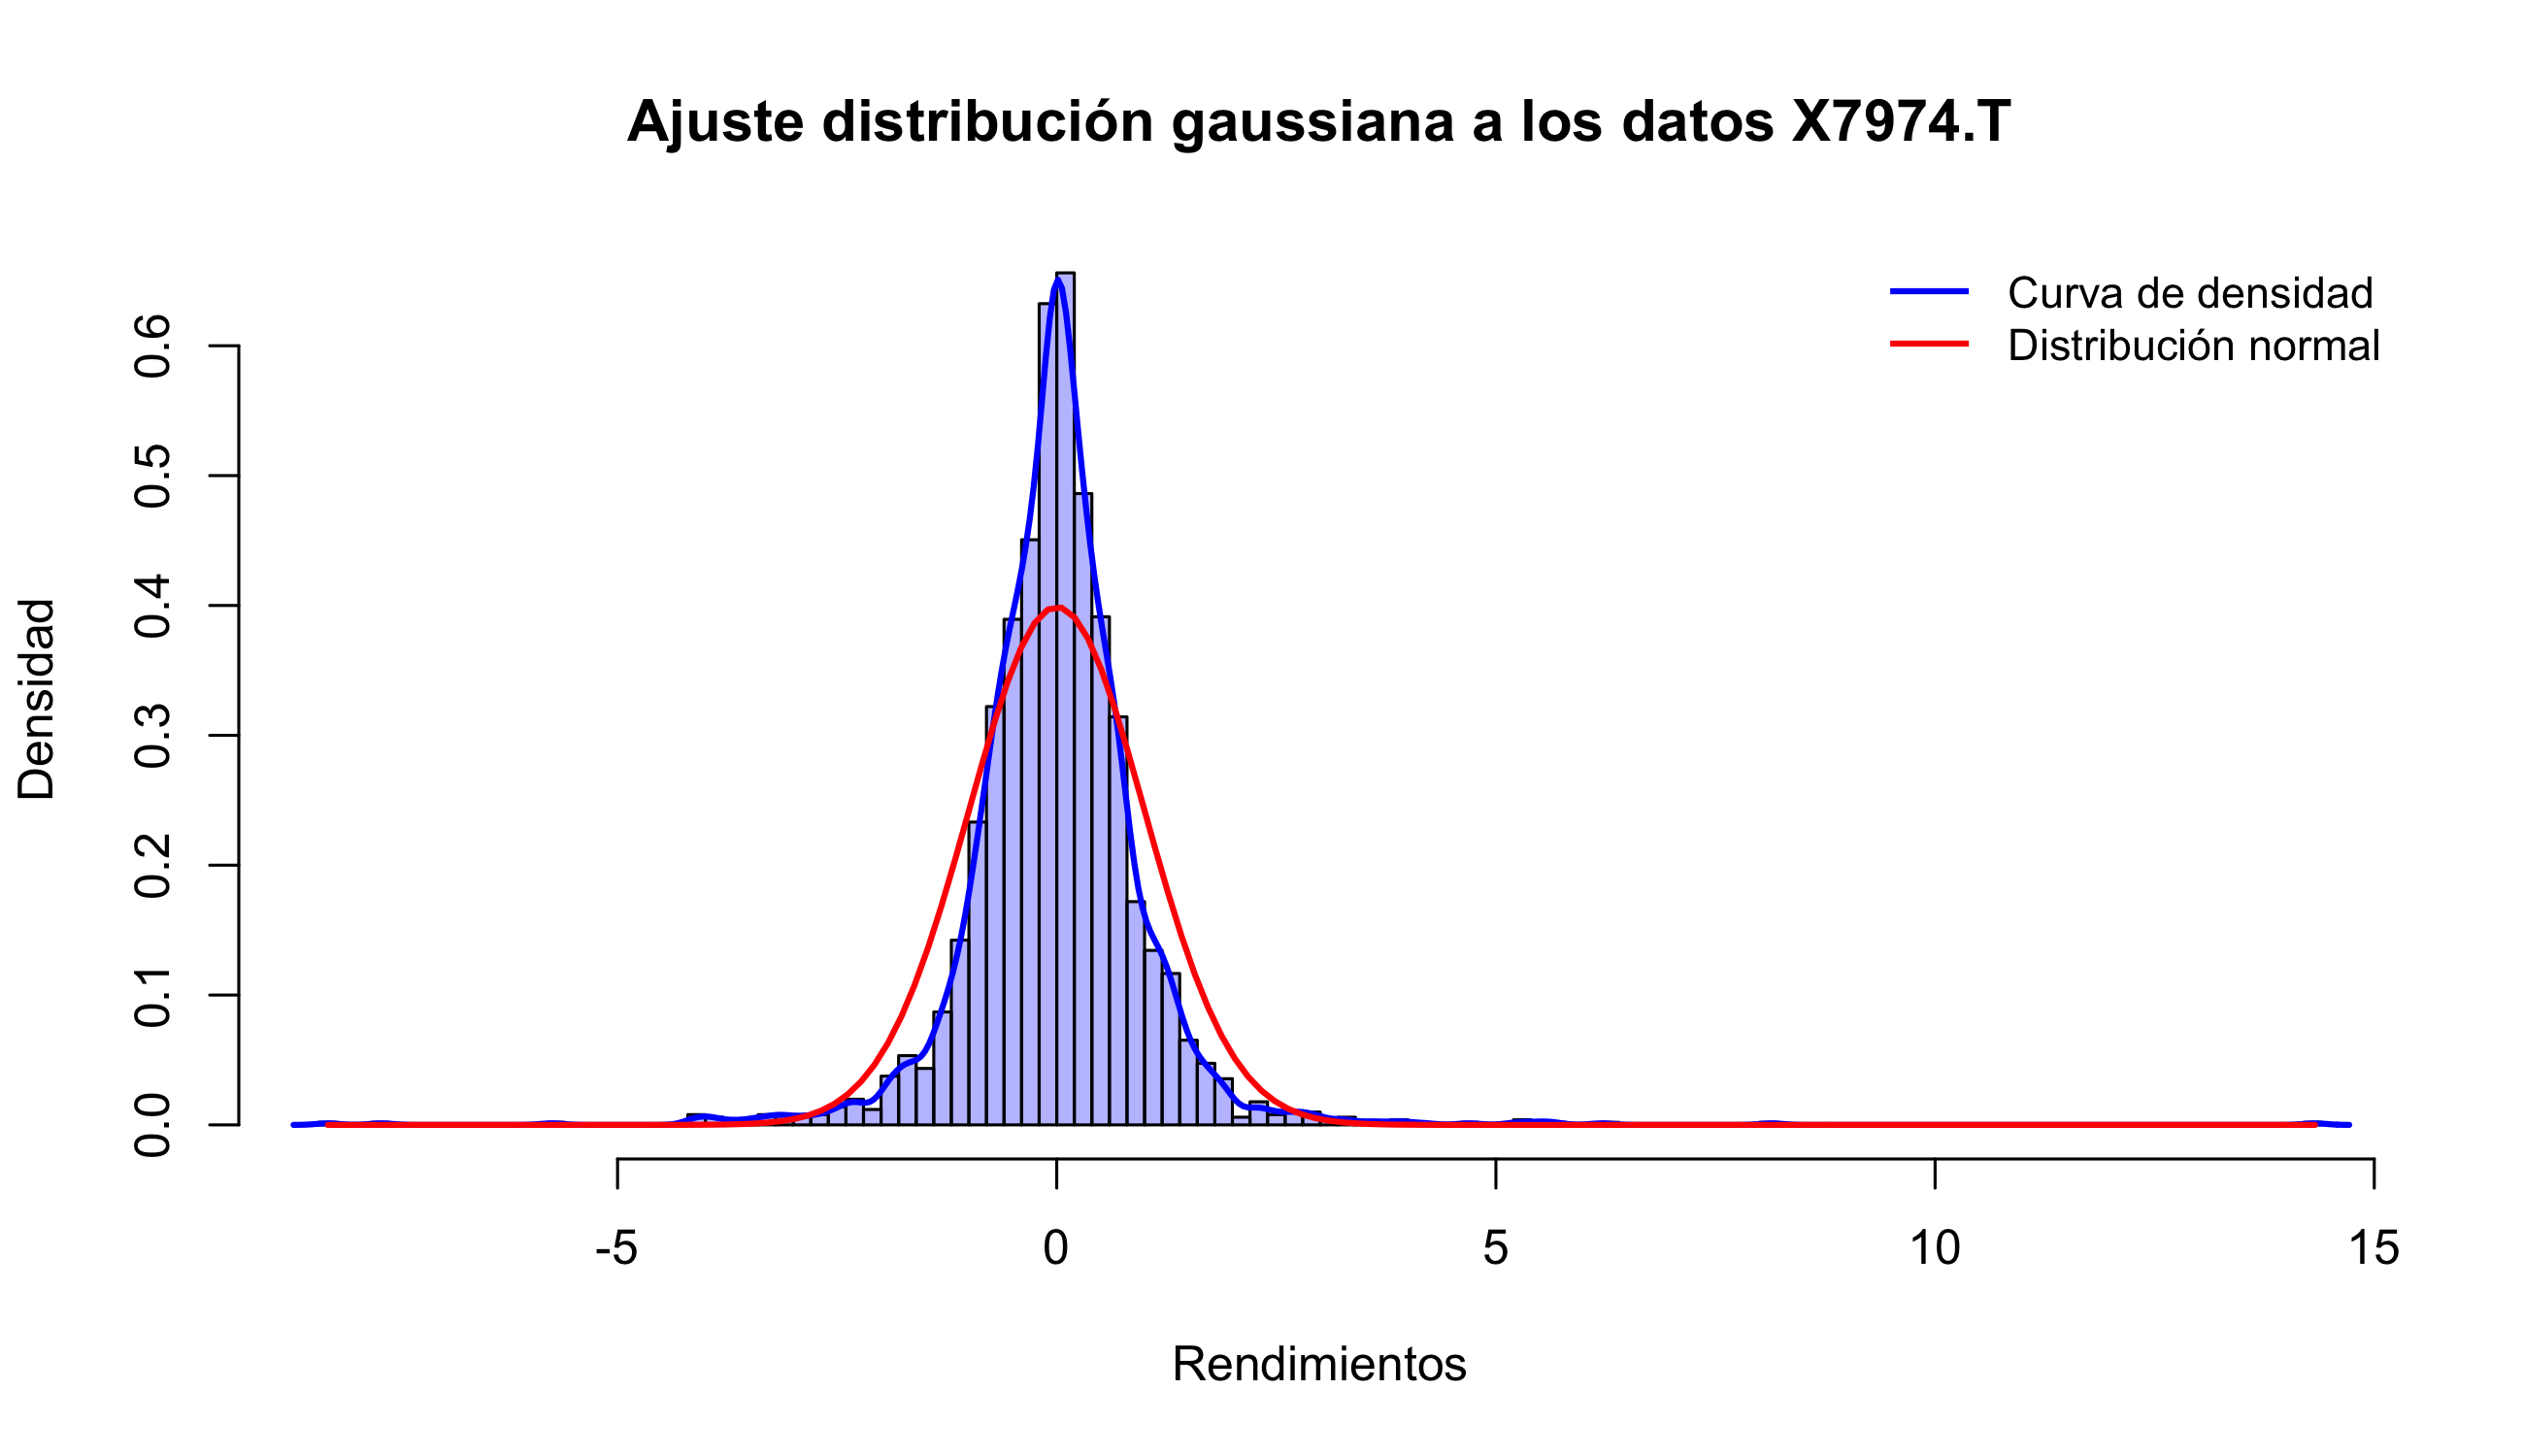 Ajuste distribución gaussiana a los datos X7974.T
Curva de densidad
Distribución normal
Densidad
0.0 0.1 0.2 0.3 0.4 0.5 0.6
-5 0 5 10 15
Rendimientos